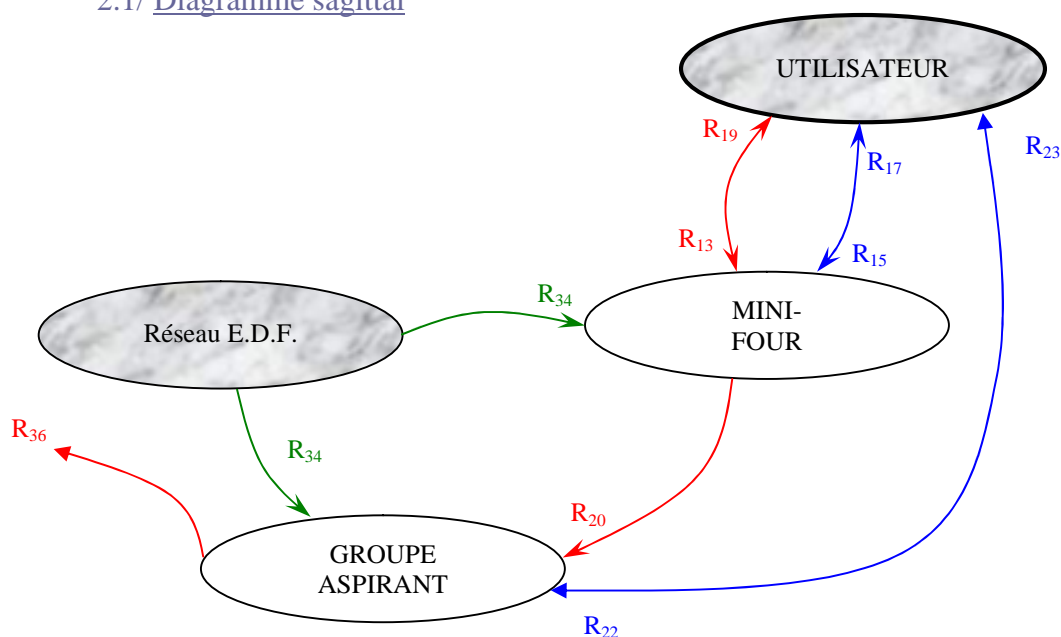 2.1/ Diagramme sagittal
UTILISATEUR
R19
R23
R17
R13
R15
R34
MINI-
FOUR
Réseau E.D.F.
R36
R34
R20
GROUPE
ASPIRANT
R22